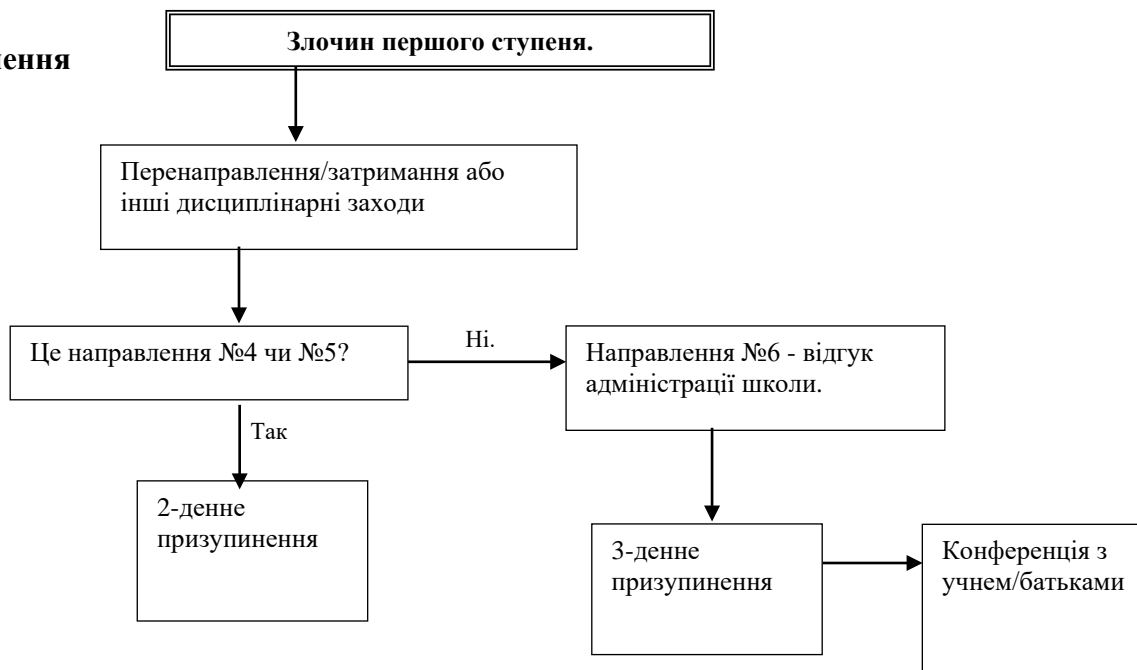 Злочин першого ступеня.
Перенаправлення/затримання або
інші дисциплінарні заходи
Це направлення №4 чи №5?
Ні.
Направлення №6 - відгук
адміністрації школи.
Так
2-денне
призупинення
3-денне
призупинення
Конференція з
учнем/батьками